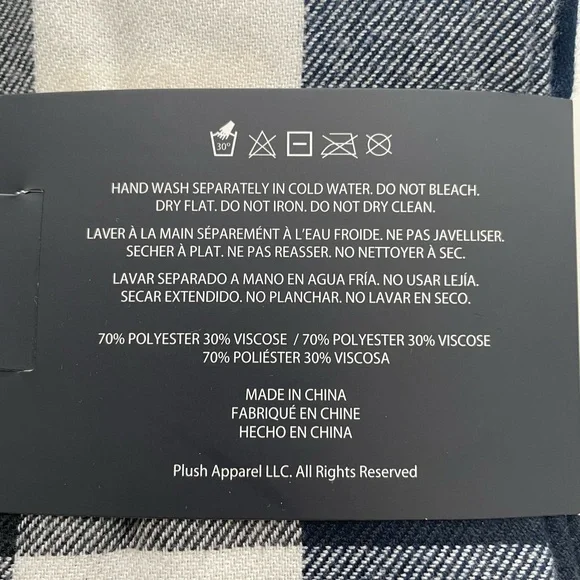 30°
HAND WASH SEPARATELY IN COLD WATER. DO NOT BLEACH.
DRY FLAT. DO NOT IRON. DO NOT DRY CLEAN.
LAVER À LA MAIN SÉPARÉMENT À L'EAU FROIDE. NE PAS JAVELLISER.
SECHER À PLAT. NE PAS REASSER. NO NETTOYER À SEC.
LAVAR SEPARADO A MANO EN AGUA FRÍA. NO USAR LEJÍA.
SECAR EXTENDIDO. NO PLANCHAR. NO LAVAR EN SECO.
70% POLYESTER 30% VISCOSE / 70% POLYESTER 30% VISCOSE
70% POLIÉSTER 30% VISCOSA
MADE IN CHINA
FABRIQUÉ EN CHINE
HECHO EN CHINA
Plush Apparel LLC. All Rights Reserved